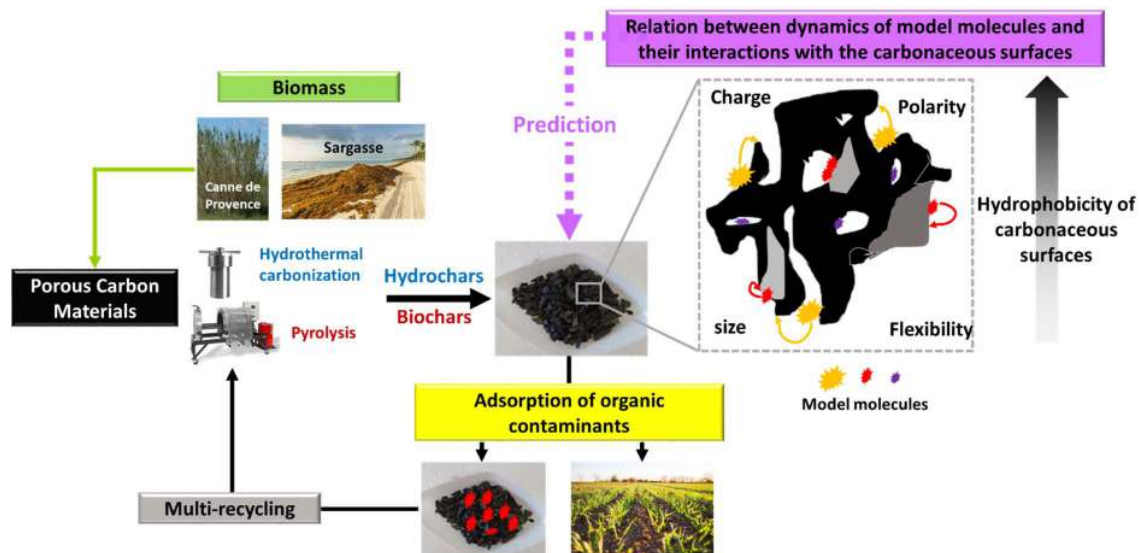 Relation between dynamics of model molecules and
their interactions with the carbonaceous surfaces
Biomass
Prediction
Charge
Polarity
Sargasse
Canne de
Provence
Hydrophobicity of
carbonaceous
surfaces
Hydrothermal
carbonization
Porous Carbon
Materials
Hydrochars
Biochars
Pyrolysis
size
Flexibility
Model molecules
Adsorption of organic
contaminants
Multi-recycling